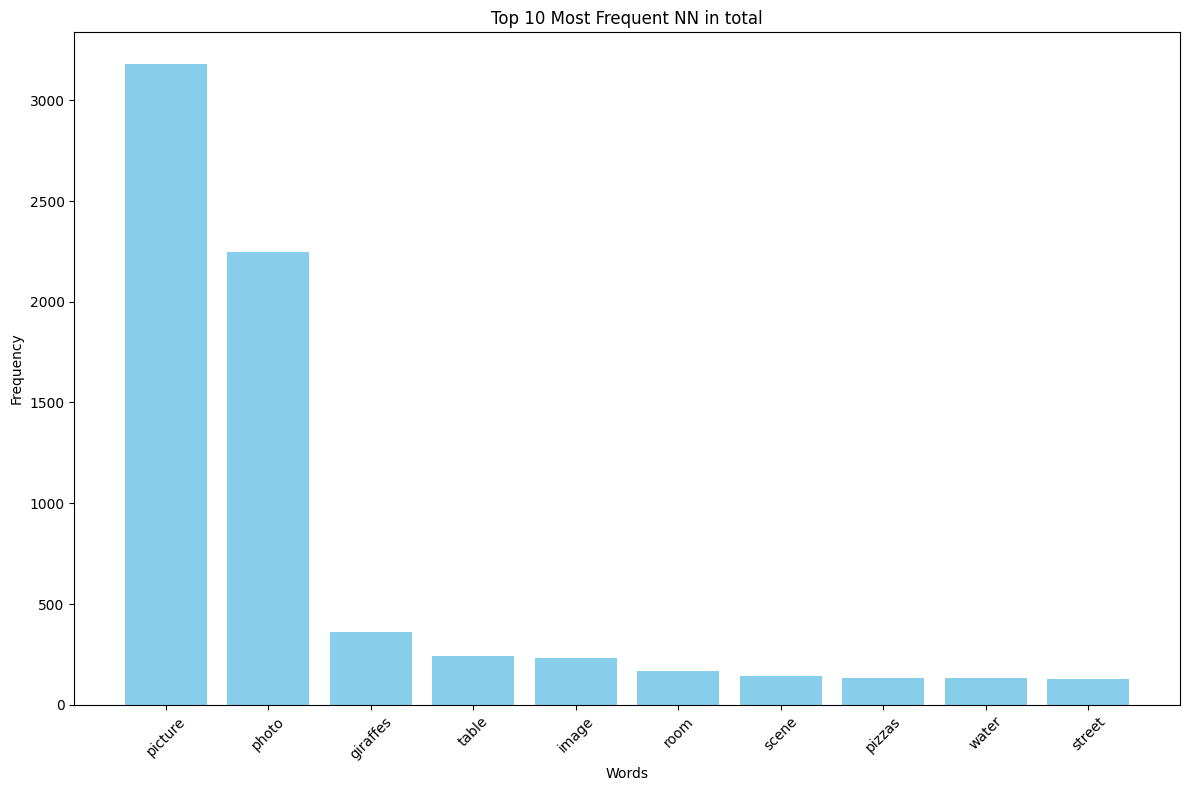 Top 10 Most Frequent NN in total
Frequency
3000
2500
2000
1500
1000
500
0
picture photo giraffes table image room scene pizzas water street
Words